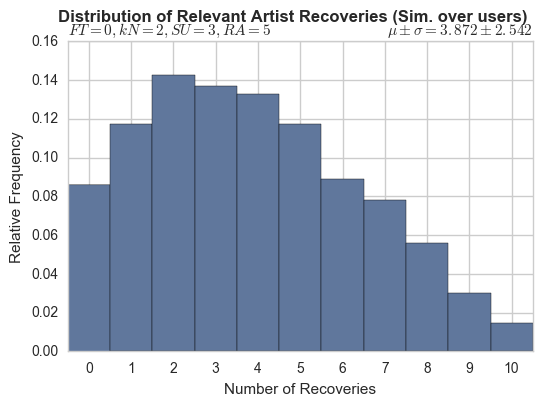 Distribution of Relevant Artist Recoveries (Sim. over users)
FT=0, kN=2, SU=3, RA=5 μ±σ=3.872±2.542
0.16
0.14
0.12
0.10
0.08
0.06
0.04
0.02
0.00
Relative Frequency
0 1 2 3 4 5 6 7 8 9 10
Number of Recoveries